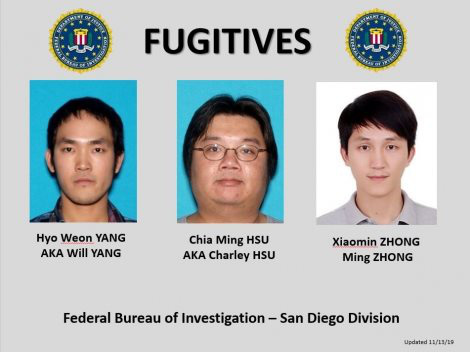 FUGITIVES
Hyo Weon YANG
AKA Will YANG
Chia Ming HSU
AKA Charley HSU
Xiaomin ZHONG
Ming ZHONG
Federal Bureau of Investigation – San Diego Division
Updated 11/13/19